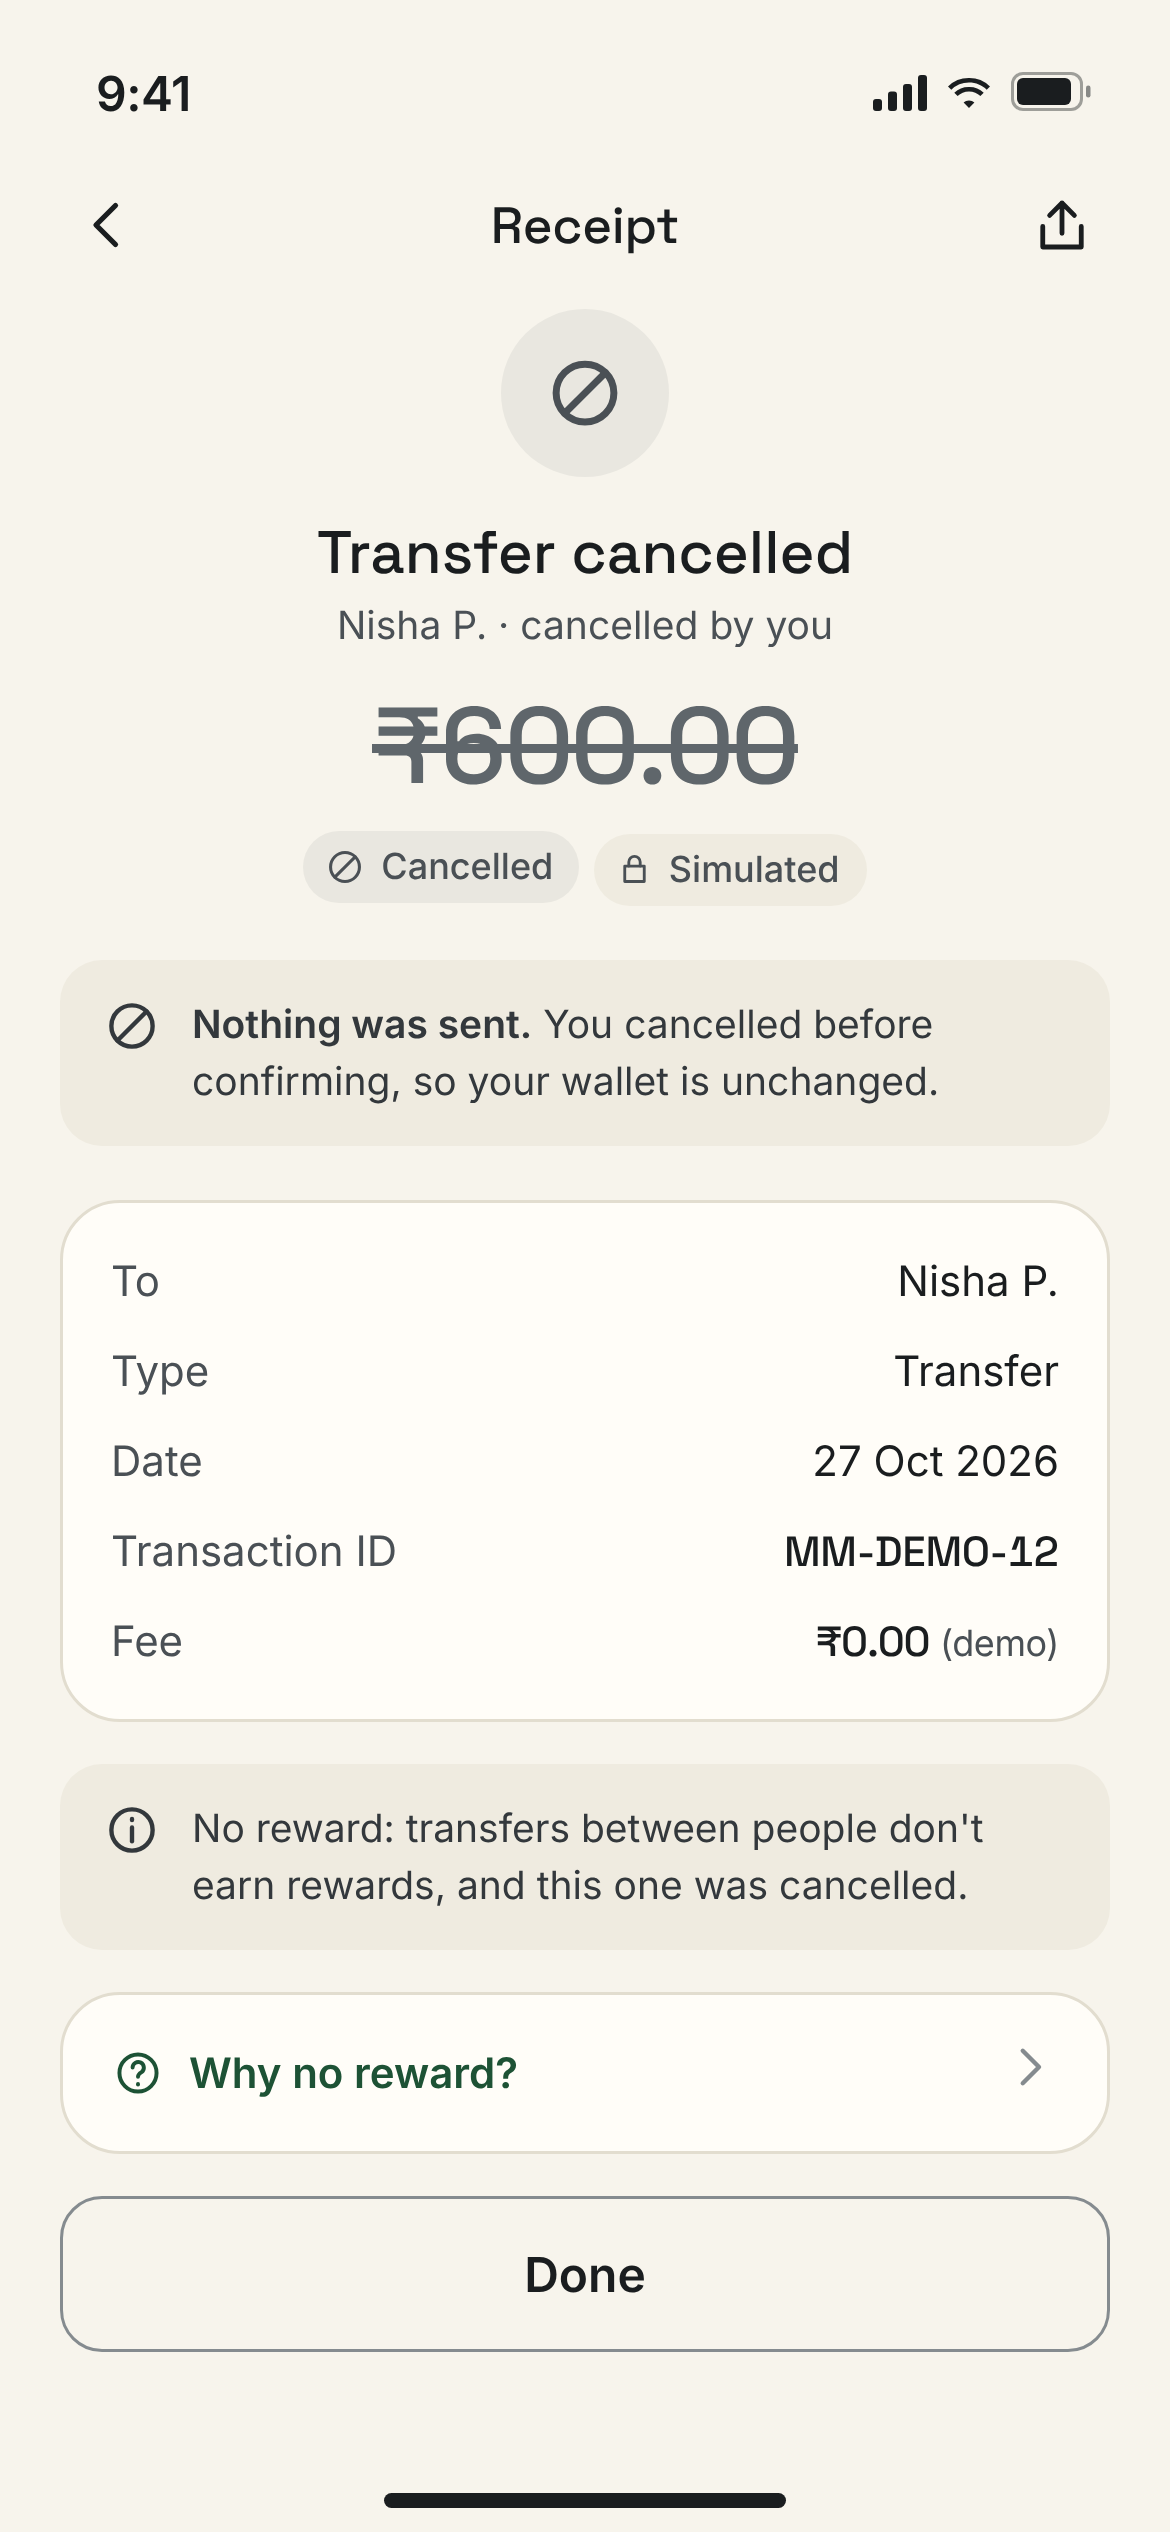 9:41
Receipt
Transfer cancelled
Nisha P. · cancelled by you
₹600.00
Cancelled
Simulated
Nothing was sent. You cancelled before
confirming, so your wallet is unchanged.
To Nisha P.
Type Transfer
Date 27 Oct 2026
Transaction ID MM-DEMO-12
Fee ₹0.00 (demo)
No reward: transfers between people don't
earn rewards, and this one was cancelled.
Why no reward?
Done